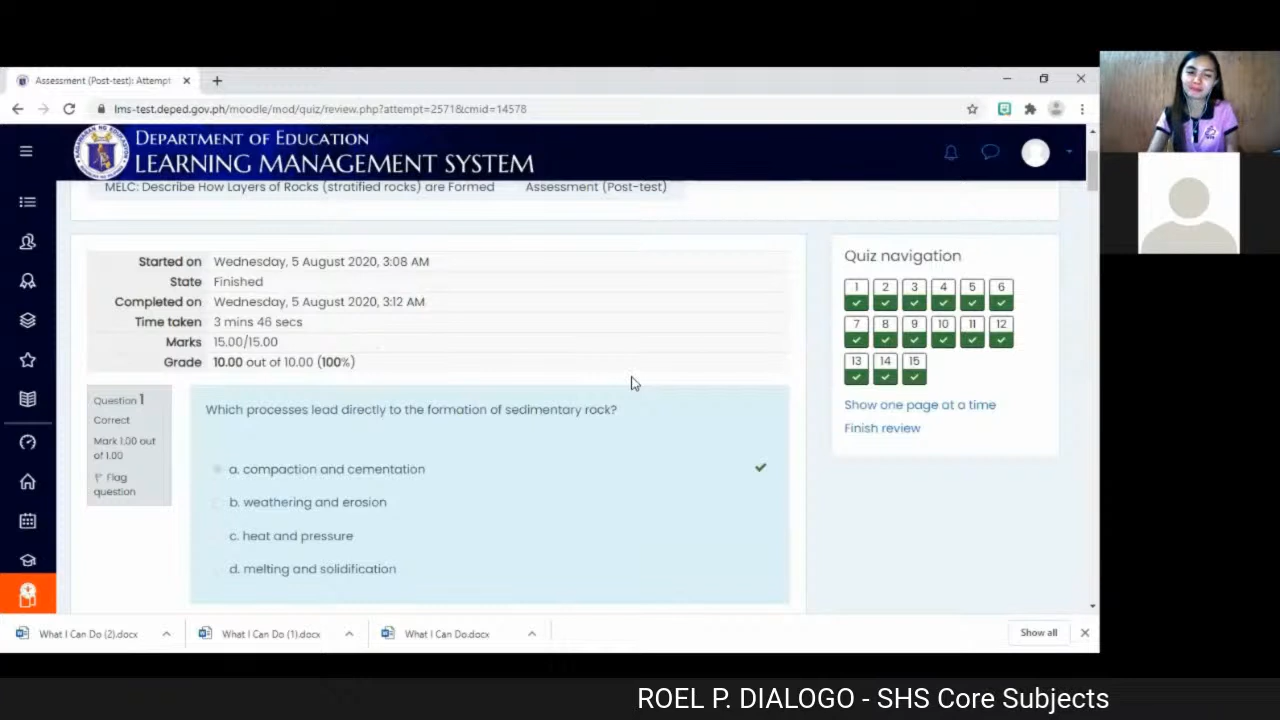 Assessment (Post-test): Attempt
lms-test.deped.gov.ph/moodle/mod/quiz/review.php?attempt=2571&cmid=14578
DEPARTMENT OF EDUCATION
LEARNING MANAGEMENT SYSTEM
MELC: Describe How Layers of Rocks (stratified rocks) are Formed Assessment (Post-test)
Started on Wednesday, 5 August 2020, 3:08 AM
State Finished
Completed on Wednesday, 5 August 2020, 3:12 AM
Time taken 3 mins 46 secs
Marks 15.00/15.00
Grade 10.00 out of 10.00 (100%)
Question 1
Correct
Mark 1.00 out
of 1.00
Flag
question
Which processes lead directly to the formation of sedimentary rock?
a. compaction and cementation
b. weathering and erosion
c. heat and pressure
d. melting and solidification
Quiz navigation
1 2 3 4 5 6
7 8 9 10 11 12
13 14 15
Show one page at a time
Finish review
What I Can Do (2).docx What I Can Do (1).docx What I Can Do.docx Show all
ROEL P. DIALOGO - SHS Core Subjects